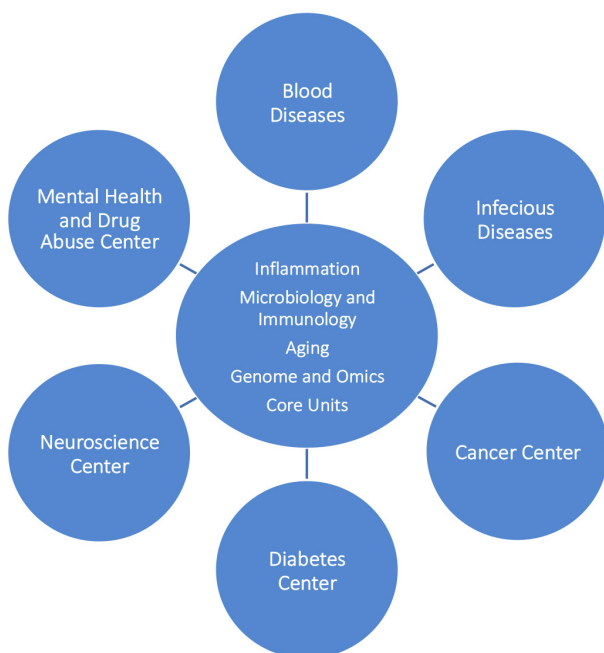 Blood
Diseases
Mental Health
and Drug
Abuse Center
Infecious
Diseases
Inflammation
Microbiology and
Immunology
Aging
Genome and Omics
Core Units
Neuroscience
Center
Cancer Center
Diabetes
Center